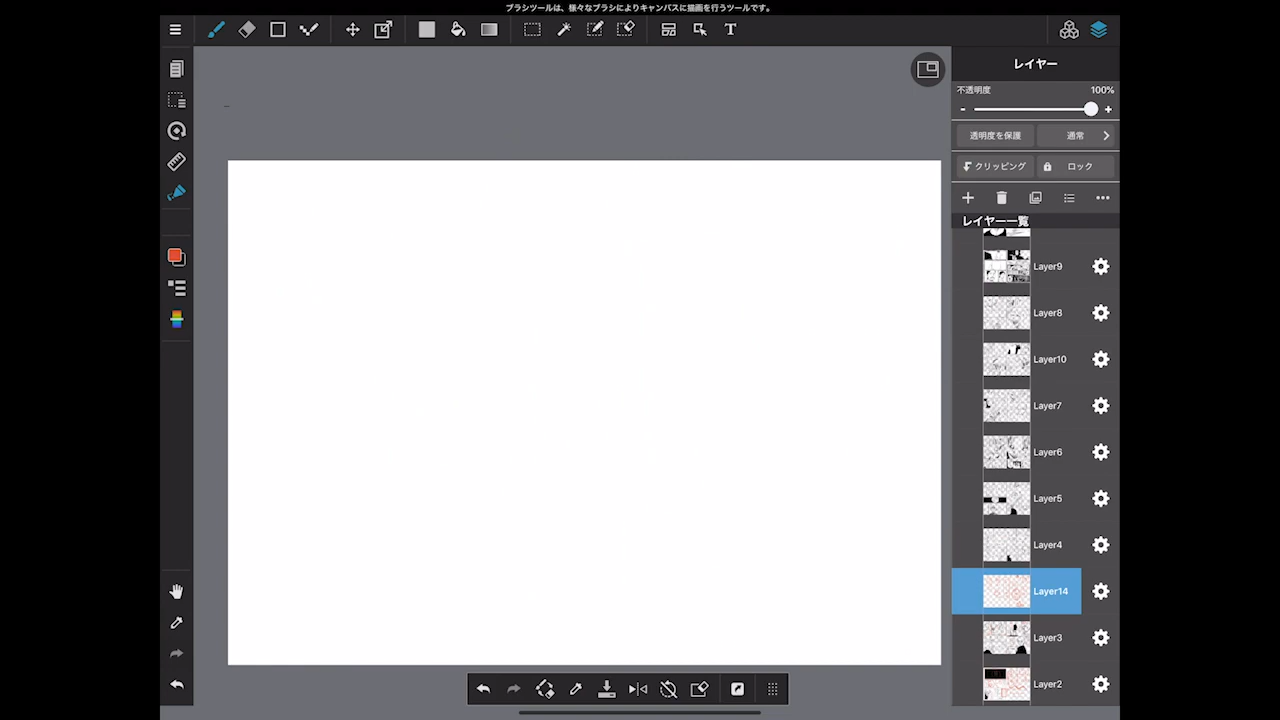 ブラシツールは、様々なブラシによりキャンバスに描画を行うツールです。
T
レイヤー
不透明度 100%
- +
透明度を保護 通常
クリッピング ロック
レイヤー一覧
Layer9
Layer8
Layer10
Layer7
Layer6
Layer5
Layer4
Layer14
Layer3
Layer2